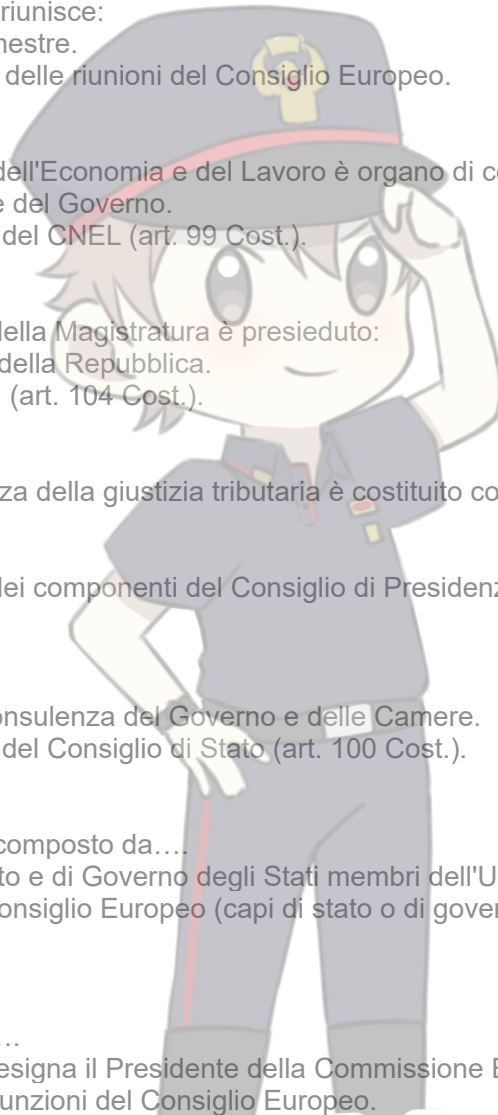 riunisce:
nestre.
delle riunioni del Consiglio Europeo.
dell'Economia e del Lavoro è organo di c
e del Governo.
del CNEL (art. 99 Cost.).
della Magistratura è presieduto:
della Repubblica.
(art. 104 Cost.).
za della giustizia tributaria è costituito co
dei componenti del Consiglio di Presidenz
onsulenza del Governo e delle Camere.
del Consiglio di Stato (art. 100 Cost.).
composto da….
to e di Governo degli Stati membri dell'U
onsiglio Europeo (capi di stato o di gover
….
esigna il Presidente della Commissione E
unzioni del Consiglio Europeo.